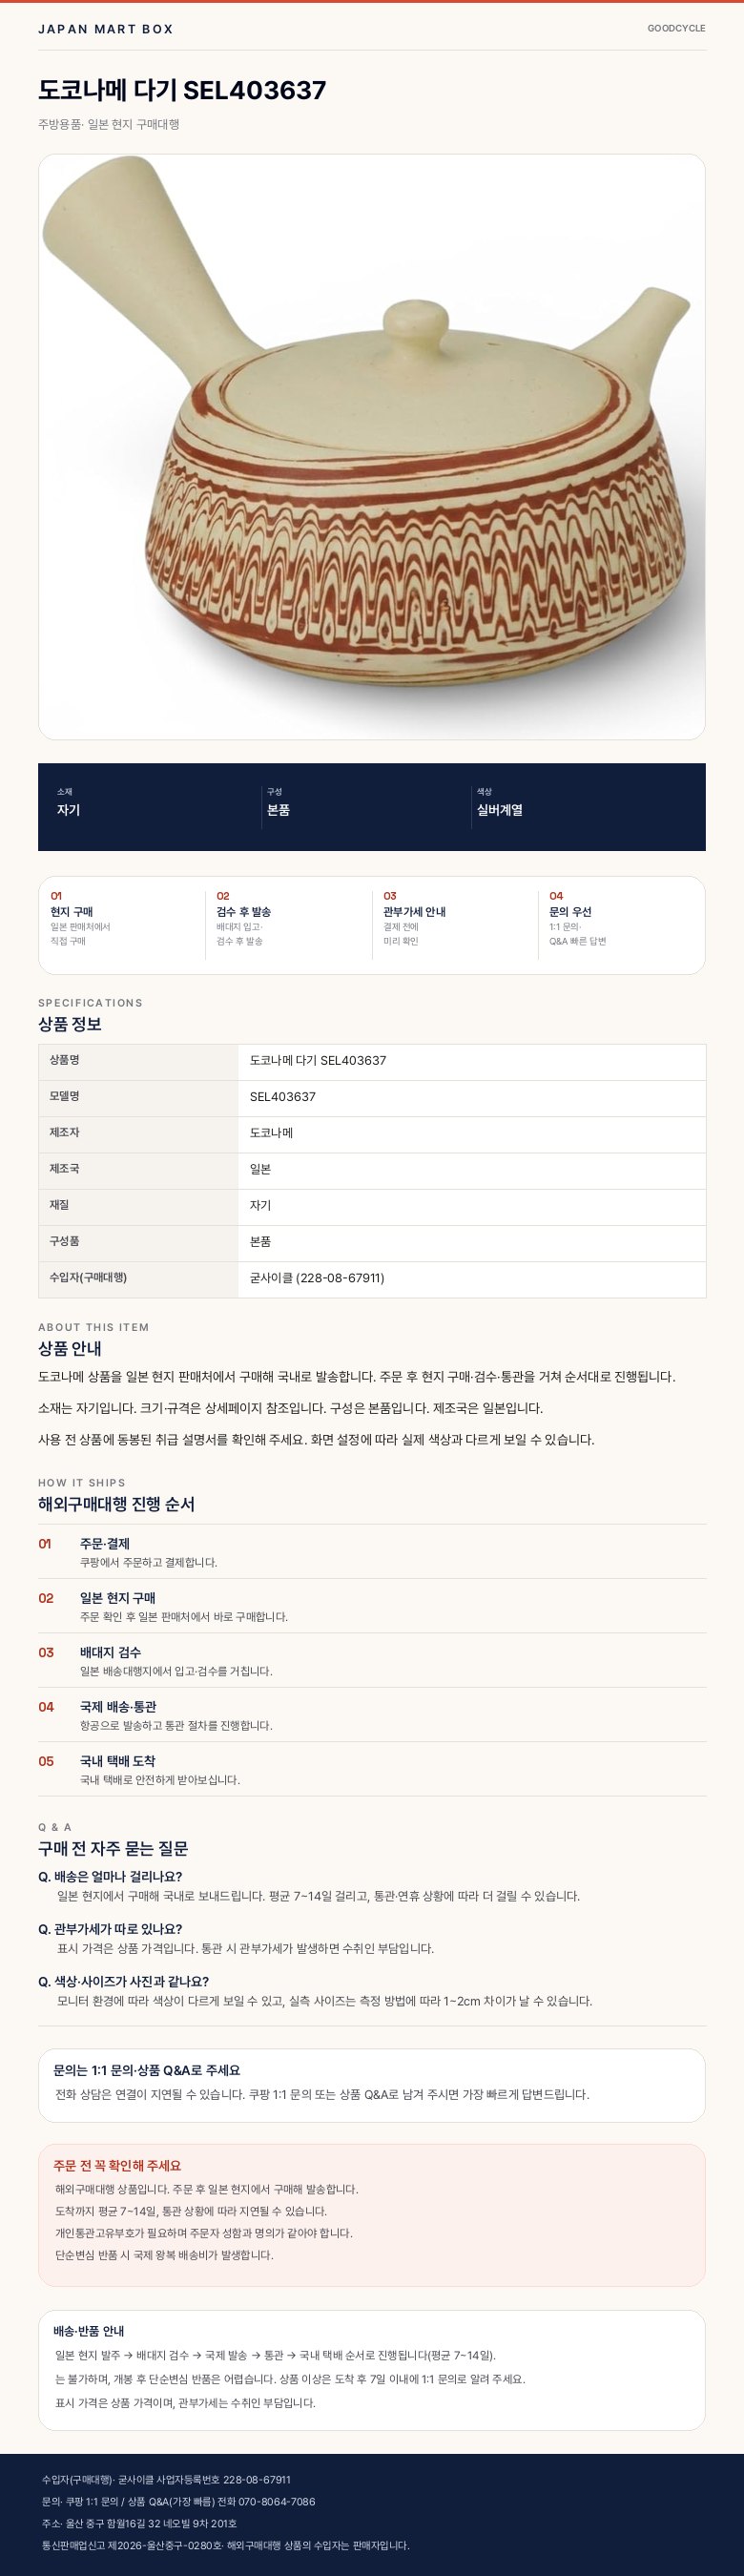 JAPAN MART BOX
GOODCYCLE
도코나메 다기 SEL403637
주방용품· 일본 현지 구매대행
소재
자기
구성
본품
색상
실버계열
01
현지 구매
일본 판매처에서
직접 구매
02
검수 후 발송
배대지 입고·
검수 후 발송
03
관부가세 안내
결제 전에
미리 확인
04
문의 우선
1:1 문의·
Q&A 빠른 답변
SPECIFICATIONS
상품 정보
상품명 도코나메 다기 SEL403637
모델명 SEL403637
제조자 도코나메
제조국 일본
재질 자기
구성품 본품
수입자(구매대행) 굳사이클 (228-08-67911)
ABOUT THIS ITEM
상품 안내
도코나메 상품을 일본 현지 판매처에서 구매해 국내로 발송합니다. 주문 후 현지 구매·검수·통관을 거쳐 순서대로 진행됩니다.
소재는 자기입니다. 크기·규격은 상세페이지 참조입니다. 구성은 본품입니다. 제조국은 일본입니다.
사용 전 상품에 동봉된 취급 설명서를 확인해 주세요. 화면 설정에 따라 실제 색상과 다르게 보일 수 있습니다.
HOW IT SHIPS
해외구매대행 진행 순서
01 주문·결제
쿠팡에서 주문하고 결제합니다.
02 일본 현지 구매
주문 확인 후 일본 판매처에서 바로 구매합니다.
03 배대지 검수
일본 배송대행지에서 입고·검수를 거칩니다.
04 국제 배송·통관
항공으로 발송하고 통관 절차를 진행합니다.
05 국내 택배 도착
국내 택배로 안전하게 받아보십니다.
Q & A
구매 전 자주 묻는 질문
Q. 배송은 얼마나 걸리나요?
일본 현지에서 구매해 국내로 보내드립니다. 평균 7~14일 걸리고, 통관·연휴 상황에 따라 더 걸릴 수 있습니다.
Q. 관부가세가 따로 있나요?
표시 가격은 상품 가격입니다. 통관 시 관부가세가 발생하면 수취인 부담입니다.
Q. 색상·사이즈가 사진과 같나요?
모니터 환경에 따라 색상이 다르게 보일 수 있고, 실측 사이즈는 측정 방법에 따라 1~2cm 차이가 날 수 있습니다.
문의는 1:1 문의·상품 Q&A로 주세요
전화 상담은 연결이 지연될 수 있습니다. 쿠팡 1:1 문의 또는 상품 Q&A로 남겨 주시면 가장 빠르게 답변드립니다.
주문 전 꼭 확인해 주세요
해외구매대행 상품입니다. 주문 후 일본 현지에서 구매해 발송합니다.
도착까지 평균 7~14일, 통관 상황에 따라 지연될 수 있습니다.
개인통관고유부호가 필요하며 주문자 성함과 명의가 같아야 합니다.
단순변심 반품 시 국제 왕복 배송비가 발생합니다.
배송·반품 안내
일본 현지 발주 → 배대지 검수 → 국제 발송 → 통관 → 국내 택배 순서로 진행됩니다(평균 7~14일).
는 불가하며, 개봉 후 단순변심 반품은 어렵습니다. 상품 이상은 도착 후 7일 이내에 1:1 문의로 알려 주세요.
표시 가격은 상품 가격이며, 관부가세는 수취인 부담입니다.
수입자(구매대행)· 굳사이클 사업자등록번호 228-08-67911
문의· 쿠팡 1:1 문의 / 상품 Q&A(가장 빠름) 전화 070-8064-7086
주소· 울산 중구 함월16길 32 네오빌 9차 201호
통신판매업신고 제2026-울산중구-0280호· 해외구매대행 상품의 수입자는 판매자입니다.